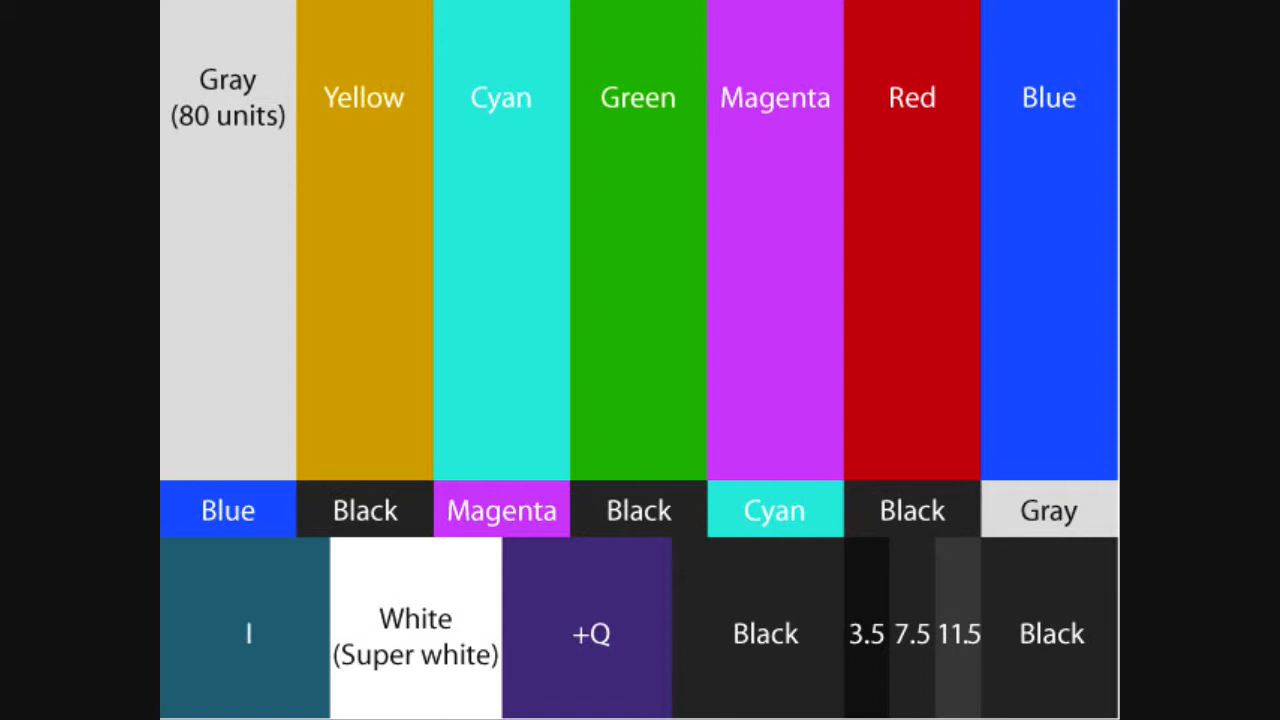 Gray
(80 units)
Yellow
Cyan
Green
Magenta
Red
Blue
Blue
Black
Magenta
Black
Cyan
Black
Gray
I
White
(Super white)
+Q
Black
3.5
7.5
11.5
Black